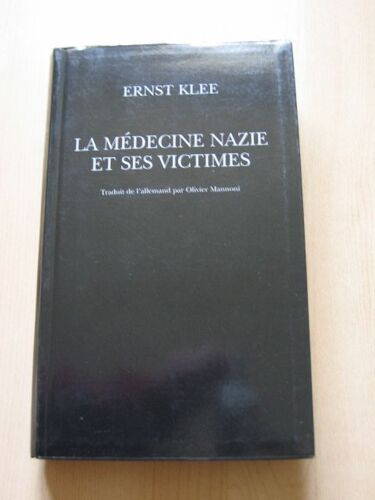 ERNST KLEE
LA MÉDECINE NAZIE
ET SES VICTIMES
Traduit de l'allemand par Olivier Mannoni